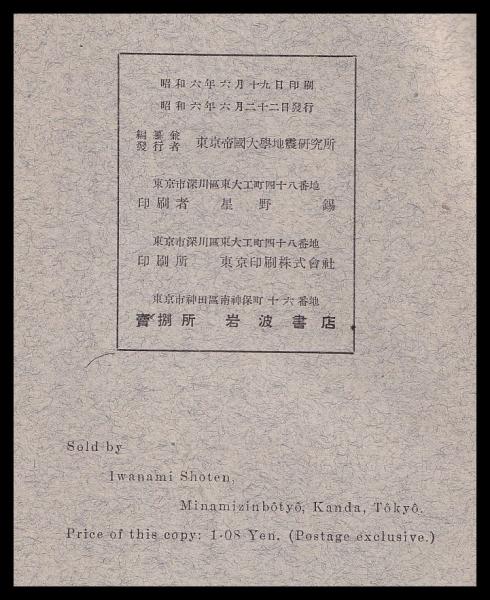 昭和六年六月十九日印刷
昭和六年六月二十二日發行
編纂兼
發行者 東京帝國大學地震研究所
東京市深川區東大工町四十八番地
印刷者 星野錫
東京市深川區東大工町四十八番地
印刷所 東京印刷株式會社
東京市神田區南神保町十六番地
賣捌所 岩波書店
Sold by
Iwanami Shoten,
Minamizinbôtyô, Kanda, Tôkyô.
Price of this copy: 1·08 Yen. (Postage exclusive.)